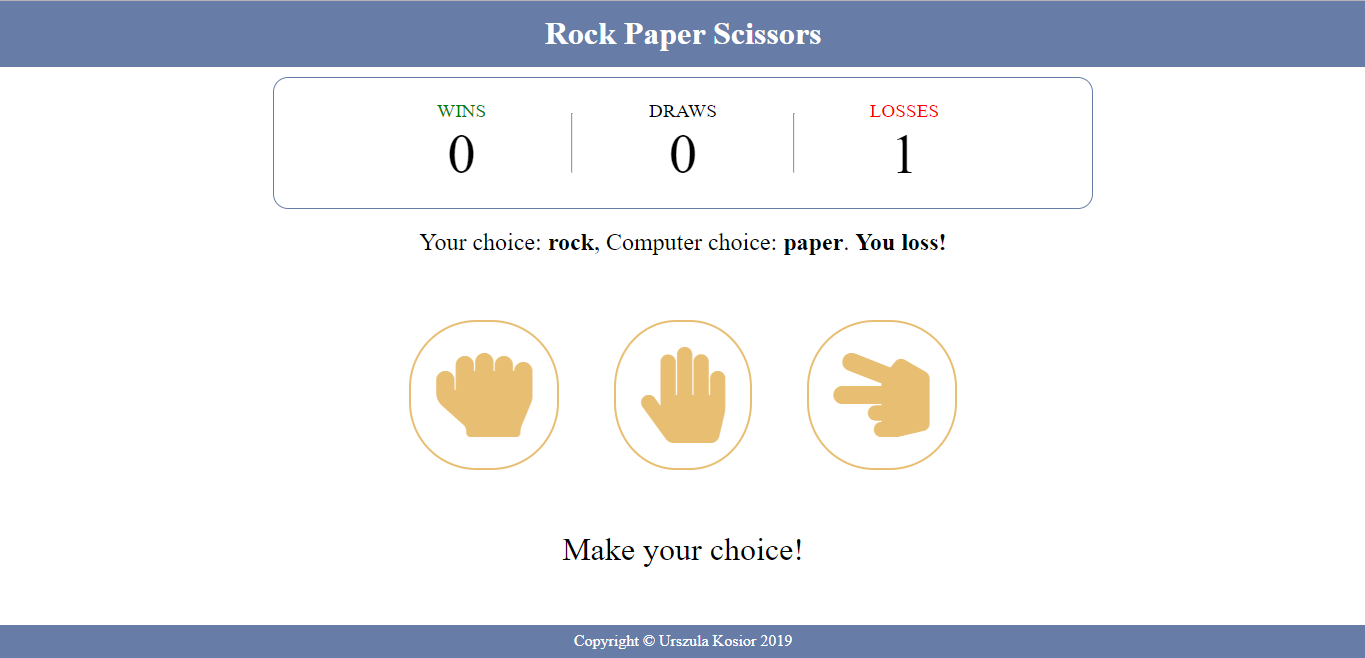 Rock Paper Scissors
WINS DRAWS LOSSES
0 0 1
Your choice: rock, Computer choice: paper. You loss!
Make your choice!
Copyright © Urszula Kosior 2019